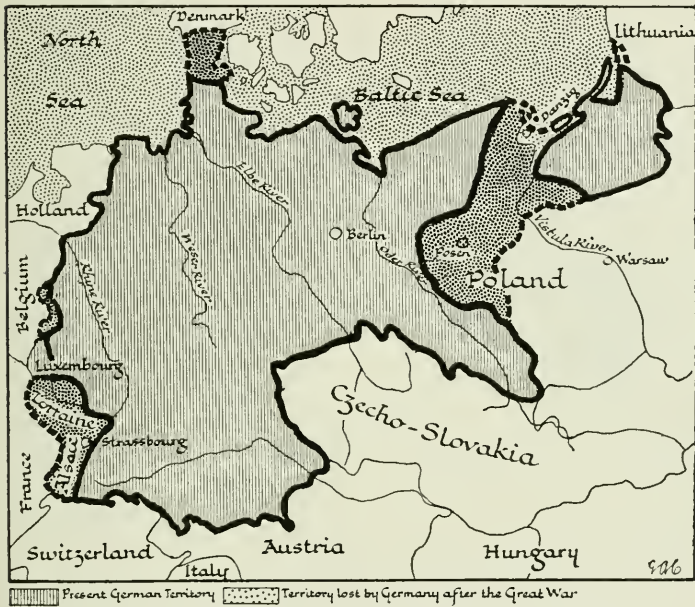 Denmark
Lithuania
North
Sea
Baltic Sea
Danzig
Elbe River
Holland
Weser River
Berlin
Oder River
Posen
Vistula River
Warsaw
Poland
Belgium
Rhine River
Luxembourg
Lorraine
Czecho-Slovakia
Strassbourg
Alsace
France
Switzerland
Austria
Hungary
Italy
Present German Territory
Territory lost by Germany after the Great War